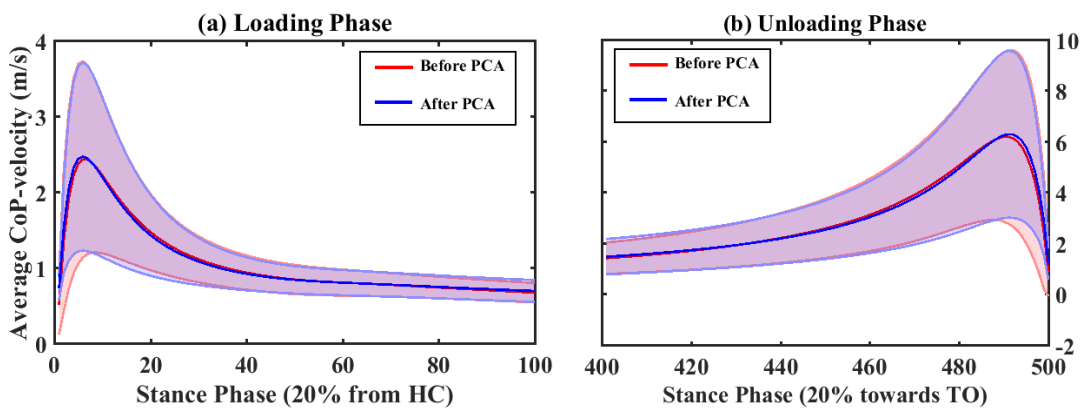 (a) Loading Phase
Average CoP-velocity (m/s)
4
3
2
1
0
0 20 40 60 80 100
Stance Phase (20% from HC)
Before PCA
After PCA
(b) Unloading Phase
Before PCA
After PCA
10
8
6
4
2
0
-2
400 420 440 460 480 500
Stance Phase (20% towards TO)